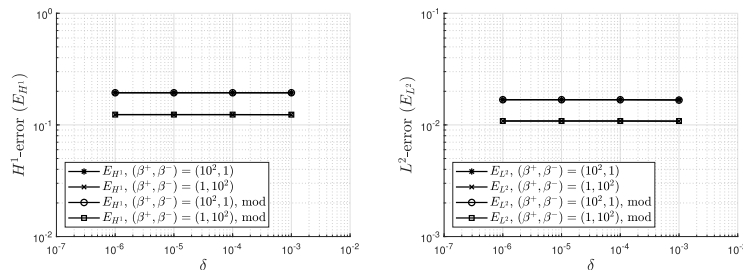 10^0
10^-1
10^-2
H^1-error (E_{H^1})
E_{H^1}, (β^+, β^-) = (10^2, 1)
E_{H^1}, (β^+, β^-) = (1, 10^2)
E_{H^1}, (β^+, β^-) = (10^2, 1), mod
E_{H^1}, (β^+, β^-) = (1, 10^2), mod
10^-7 10^-6 10^-5 10^-4 10^-3 10^-2
δ
10^-1
10^-2
10^-3
L^2-error (E_{L^2})
E_{L^2}, (β^+, β^-) = (10^2, 1)
E_{L^2}, (β^+, β^-) = (1, 10^2)
E_{L^2}, (β^+, β^-) = (10^2, 1), mod
E_{L^2}, (β^+, β^-) = (1, 10^2), mod
10^-7 10^-6 10^-5 10^-4 10^-3
δ